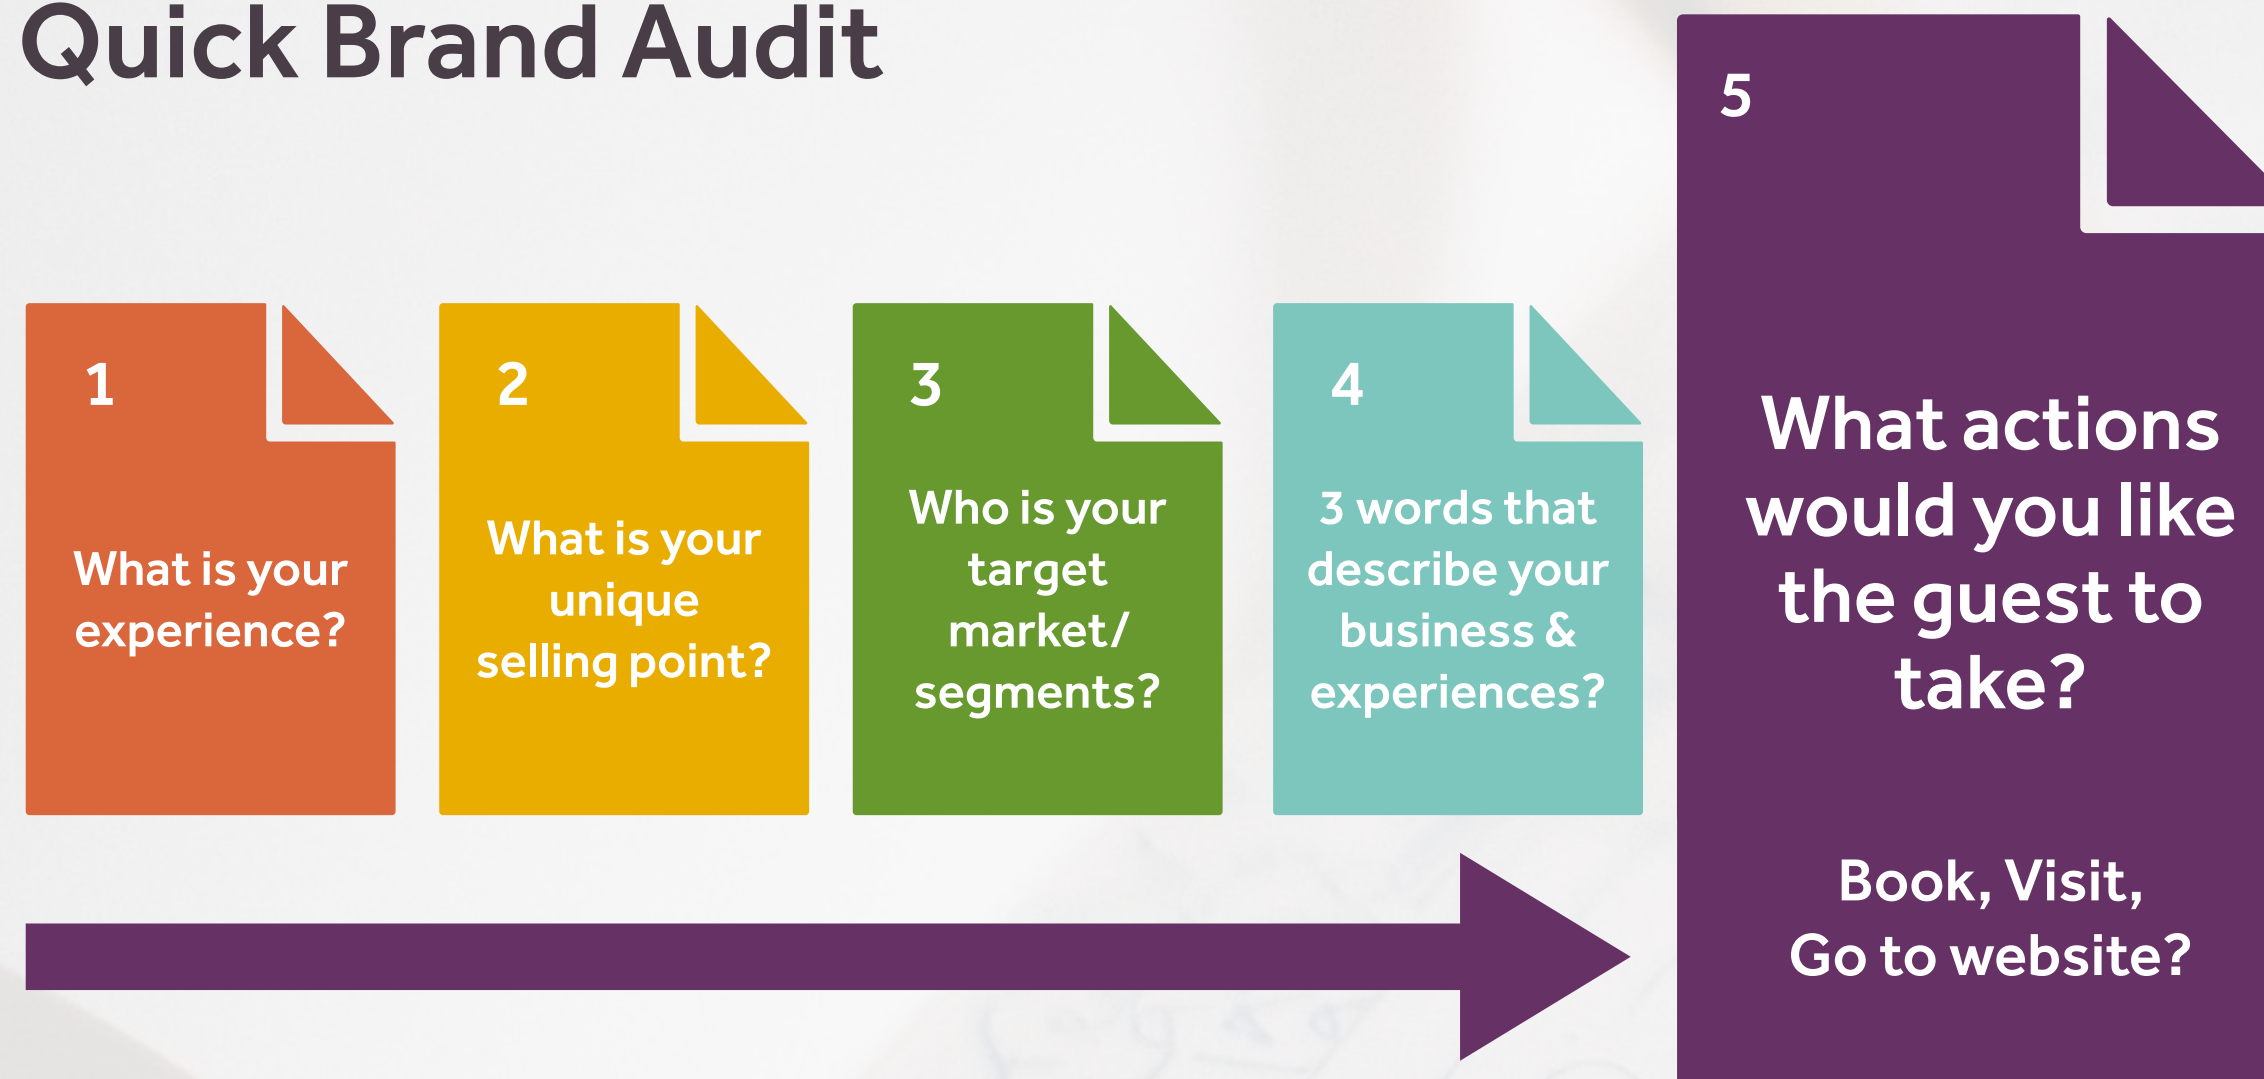 Quick Brand Audit
1
What is your
experience?
2
What is your
unique
selling point?
3
Who is your
target
market/
segments?
4
3 words that
describe your
business &
experiences?
5
What actions
would you like
the guest to
take?
Book, Visit,
Go to website?